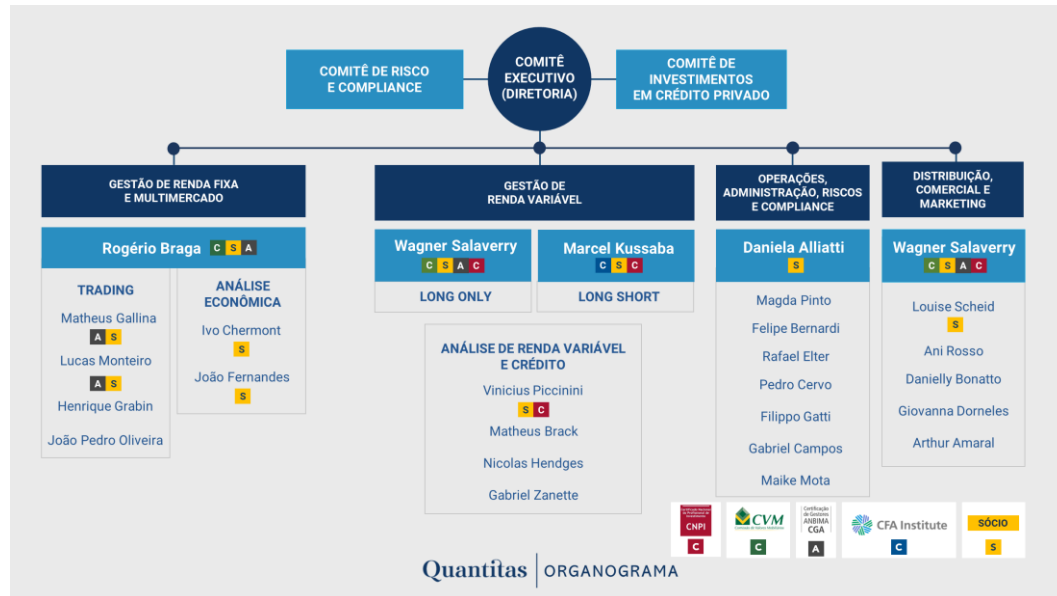 COMITÊ DE RISCO
E COMPLIANCE
COMITÊ
EXECUTIVO
(DIRETORIA)
COMITÊ DE
INVESTIMENTOS
EM CRÉDITO PRIVADO
GESTÃO DE RENDA FIXA
E MULTIMERCADO
Rogério Braga C S A
TRADING
Matheus Gallina
A S
Lucas Monteiro
A S
Henrique Grabin
João Pedro Oliveira
ANÁLISE
ECONÔMICA
Ivo Chermont
S
João Fernandes
S
GESTÃO DE
RENDA VARIÁVEL
Wagner Salaverry
C S A C
LONG ONLY
Marcel Kussaba
C S C
LONG SHORT
ANÁLISE DE RENDA VARIÁVEL
E CRÉDITO
Vinicius Piccinini
S C
Matheus Brack
Nicolas Hendges
Gabriel Zanette
OPERAÇÕES,
ADMINISTRAÇÃO, RISCOS
E COMPLIANCE
Daniela Alliatti
S
Magda Pinto
Felipe Bernardi
Rafael Elter
Pedro Cervo
Filippo Gatti
Gabriel Campos
Maike Mota
DISTRIBUIÇÃO,
COMERCIAL E
MARKETING
Wagner Salaverry
C S A C
Louise Scheid
S
Ani Rosso
Danielly Bonatto
Giovanna Dorneles
Arthur Amaral
CNPI
C
CVM
C
Certificação
de Gestores
ANBIMA
CGA
A
CFA Institute
C
SÓCIO
S
Quantitas ORGANOGRAMA